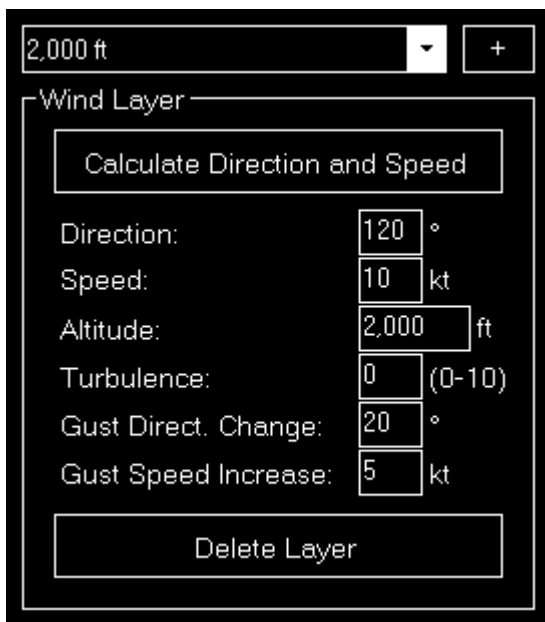 2,000 ft +
Wind Layer
Calculate Direction and Speed
Direction: 120 °
Speed: 10 kt
Altitude: 2,000 ft
Turbulence: 0 (0-10)
Gust Direct. Change: 20 °
Gust Speed Increase: 5 kt
Delete Layer